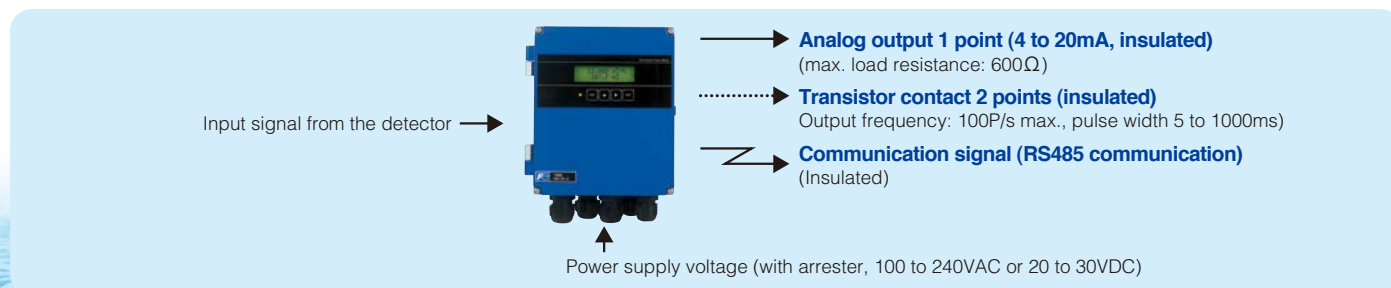 Analog output 1 point (4 to 20mA, insulated)
(max. load resistance: 600Ω)
Transistor contact 2 points (insulated)
Output frequency: 100P/s max., pulse width 5 to 1000ms)
Input signal from the detector
Communication signal (RS485 communication)
(Insulated)
Power supply voltage (with arrester, 100 to 240VAC or 20 to 30VDC)